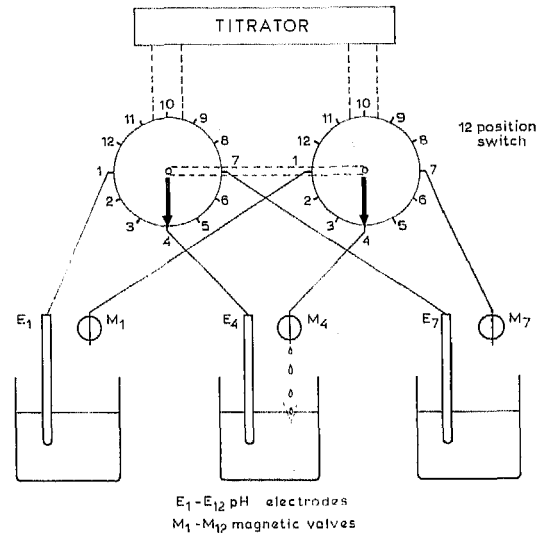 TITRATOR
10
11
9
12
8
1
7
2
6
3
5
4
10
11
9
12
8
1
7
2
6
3
5
4
12 position
switch
E1
M1
E4
M4
E7
M7
E1-E12 pH electrodes
M1-M12 magnetic valves